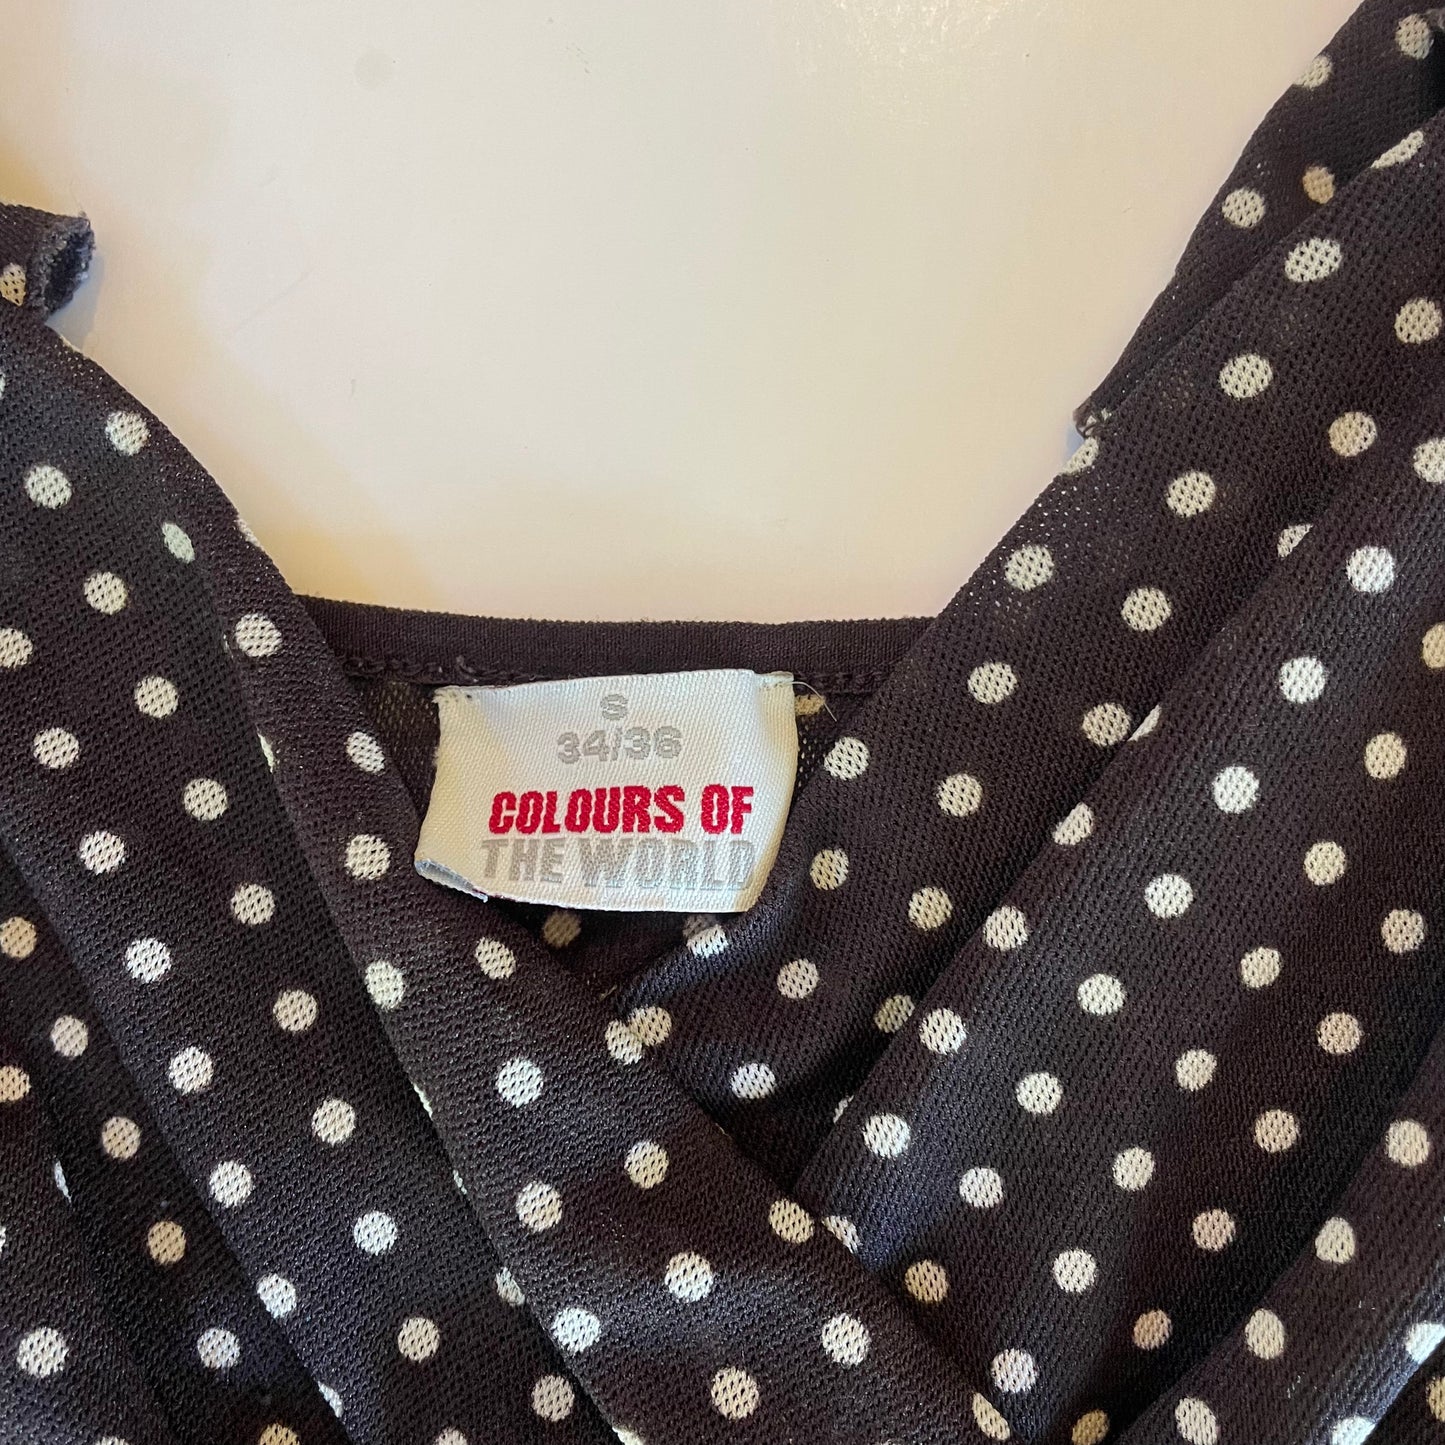 S
34/36
COLOURS OF
THE WORLD